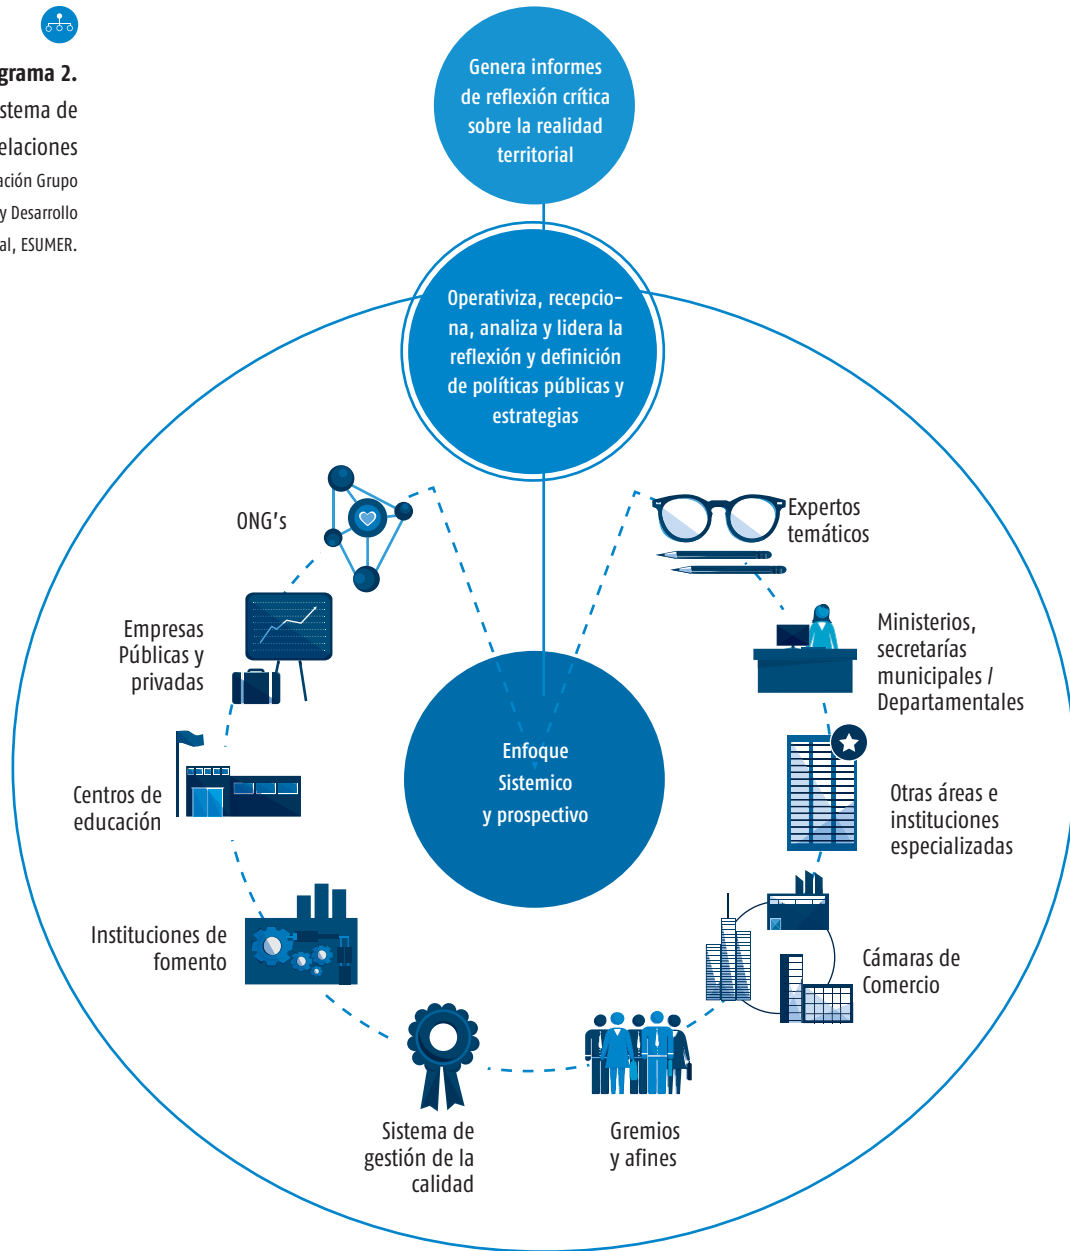 grama 2.
stema de
elaciones
ación Grupo
y Desarrollo
al, ESUMER.
Genera informes
de reflexión crítica
sobre la realidad
territorial
Operativiza, recepcio-
na, analiza y lidera la
reflexión y definición
de políticas públicas y
estrategias
ONG's
Expertos
temáticos
Empresas
Públicas y
privadas
Ministerios,
secretarías
municipales /
Departamentales
Enfoque
Sistemico
y prospectivo
Centros de
educación
Otras áreas e
instituciones
especializadas
Instituciones de
fomento
Cámaras de
Comercio
Sistema de
gestión de la
calidad
Gremios
y afines